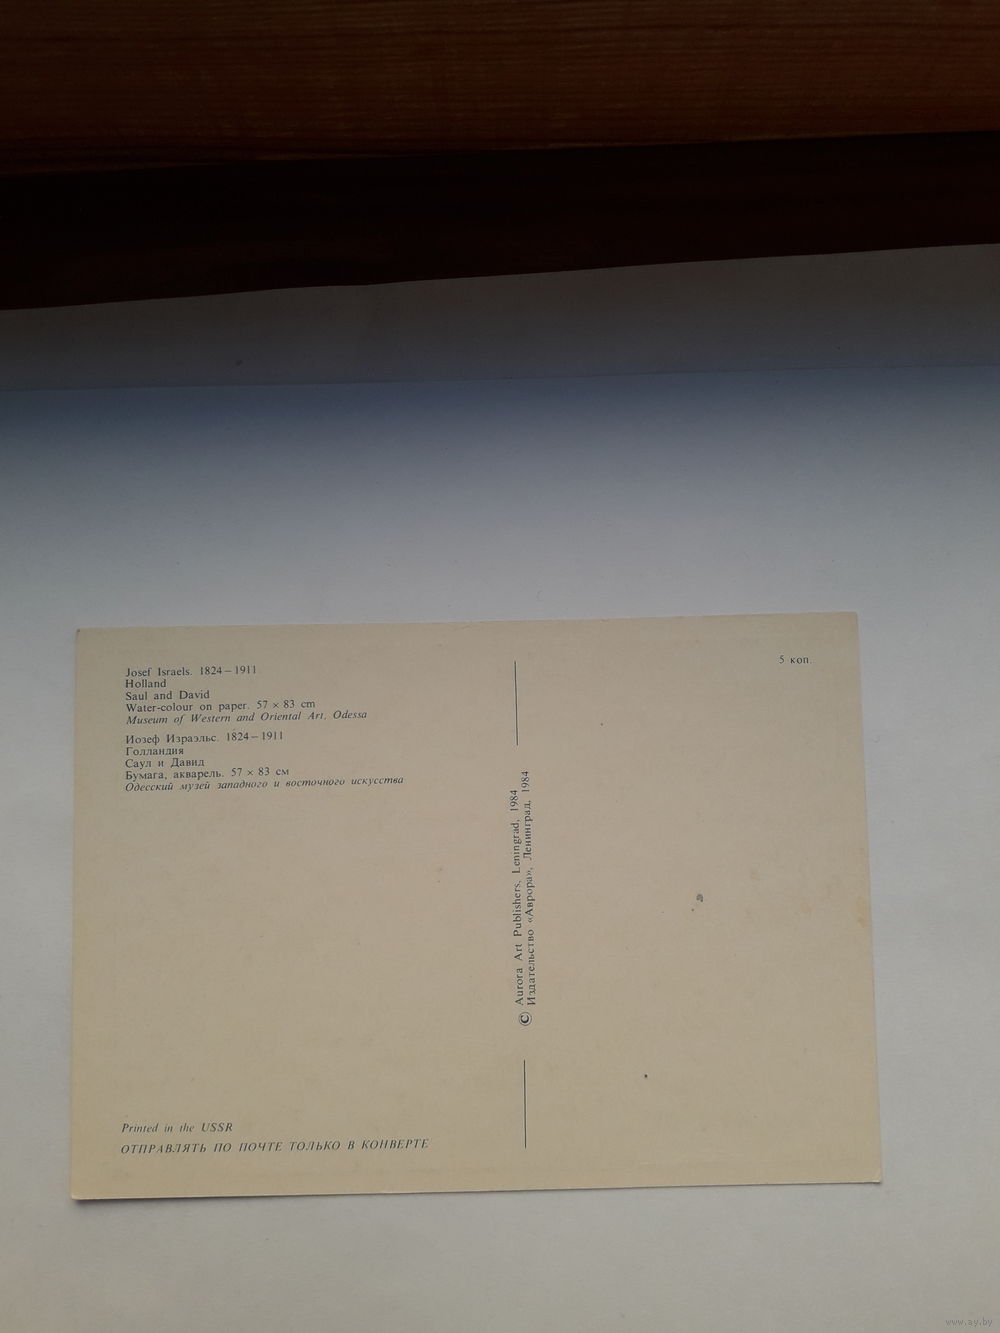 Josef Israels. 1824–1911
Holland
Saul and David
Water-colour on paper. 57 × 83 cm
Museum of Western and Oriental Art, Odessa
Иозеф Израэльс. 1824–1911
Голландия
Саул и Давид
Бумага, акварель. 57 × 83 см
Одесский музей западного и восточного искусства
Printed in the USSR
ОТПРАВЛЯТЬ ПО ПОЧТЕ ТОЛЬКО В КОНВЕРТЕ
© Aurora Art Publishers, Leningrad, 1984
Издательство «Аврора», Ленинград, 1984
5 коп.
www.ay.by